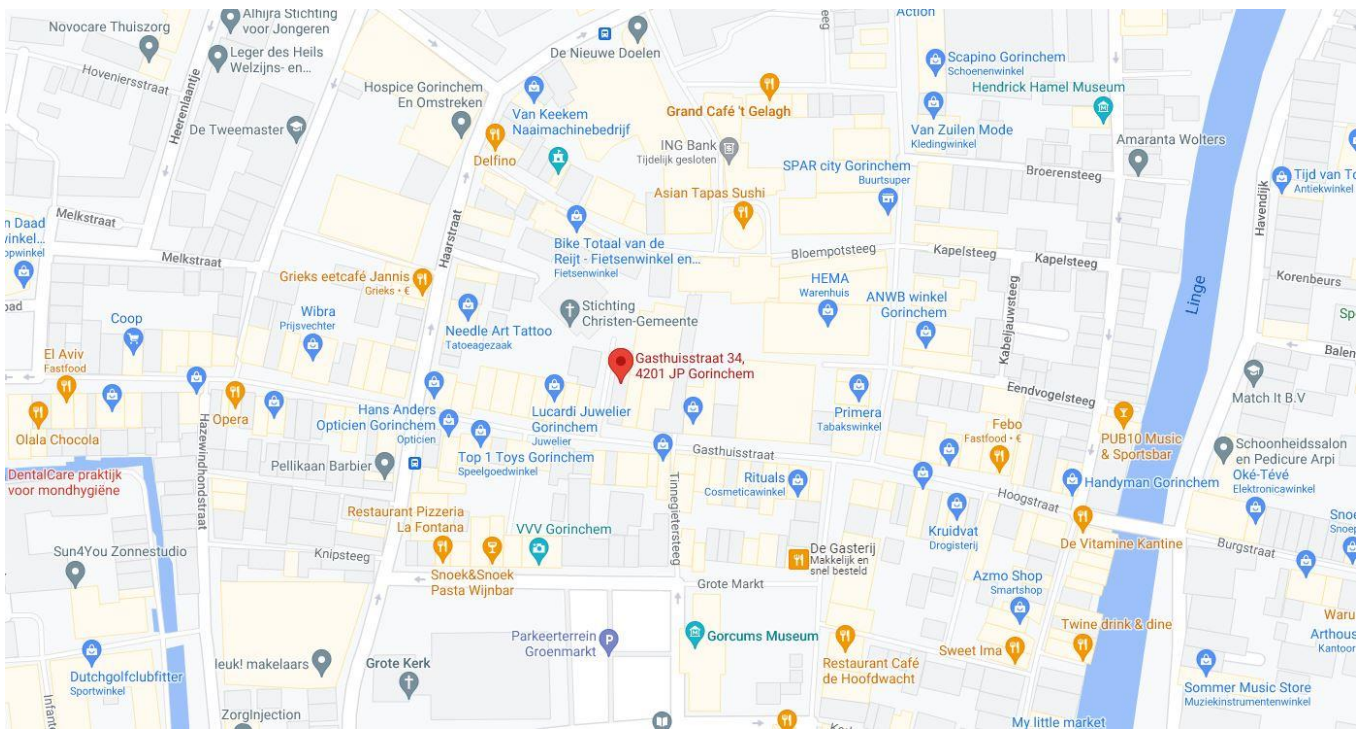 Novocare Thuiszorg
Alhijra Stichting
voor Jongeren
Leger des Heils
Welzijns- en...
Hoveniersstraat
Heerenlaantje
De Tweemaster
De Nieuwe Doelen
Hospice Gorinchem
En Omstreken
Van Keekem
Naaimachinebedrijf
Delfino
Grand Café 't Gelagh
ING Bank
Tijdelijk gesloten
Asian Tapas Sushi
SPAR city Gorinchem
Buurtsuper
Action
Scapino Gorinchem
Schoenenwinkel
Hendrick Hamel Museum
Van Zuilen Mode
Kledingwinkel
Amaranta Wolters
Broerensteeg
Havendijk
Tijd van To
Antiekwinkel
Melkstraat
n Daad
winkel...
opwinkel
Melkstraat
Haarstraat
Bike Totaal van de
Reijt - Fietsenwinkel en...
Fietsenwinkel
Bloempotsteeg
Kapelsteeg
Kapelsteeg
Linge
Korenbeurs
Grieks eetcafé Jannis
Grieks • €
HEMA
Warenhuis
ANWB winkel
Gorinchem
Kabeljauwsteeg
pad
Coop
Wibra
Prijsvechter
Needle Art Tattoo
Tatoeagezaak
Stichting
Christen-Gemeente
Sp
Balen
El Aviv
Fastfood
Gasthuisstraat 34,
4201 JP Gorinchem
Eendvogelsteeg
Match It B.V
Olala Chocola
Opera
Hans Anders
Opticien Gorinchem
Opticien
Lucardi Juwelier
Gorinchem
Juwelier
Primera
Tabakswinkel
Febo
Fastfood • €
PUB10 Music
& Sportsbar
Hazewindhondstraat
DentalCare praktijk
voor mondhygiëne
Pellikaan Barbier
Top 1 Toys Gorinchem
Speelgoedwinkel
Gasthuisstraat
Tinnegietersteeg
Rituals
Cosmeticawinkel
Hoogstraat
Handyman Gorinchem
Schoonheidssalon
en Pedicure Arpi
Oké-Tévé
Elektronicawinkel
Restaurant Pizzeria
La Fontana
VVV Gorinchem
Kruidvat
Drogisterij
De Vitamine Kantine
Burgstraat
Snoe
Snoep
Sun4You Zonnestudio
Knipsteeg
Snoek&Snoek
Pasta Wijnbar
De Gasterij
Makkelijk en
snel besteld
Grote Markt
Azmo Shop
Smartshop
Twine drink & dine
Waru
Arthous
Kantoor
Parkeerterrein
Groenmarkt
P
Gorcums Museum
Sweet Ima
Dutchgolfclubfitter
Sportwinkel
leuk! makelaars
Grote Kerk
Restaurant Café
de Hoofdwacht
Sommer Music Store
Muziekinstrumentenwinkel
Infante
ZorgInjection
My little market